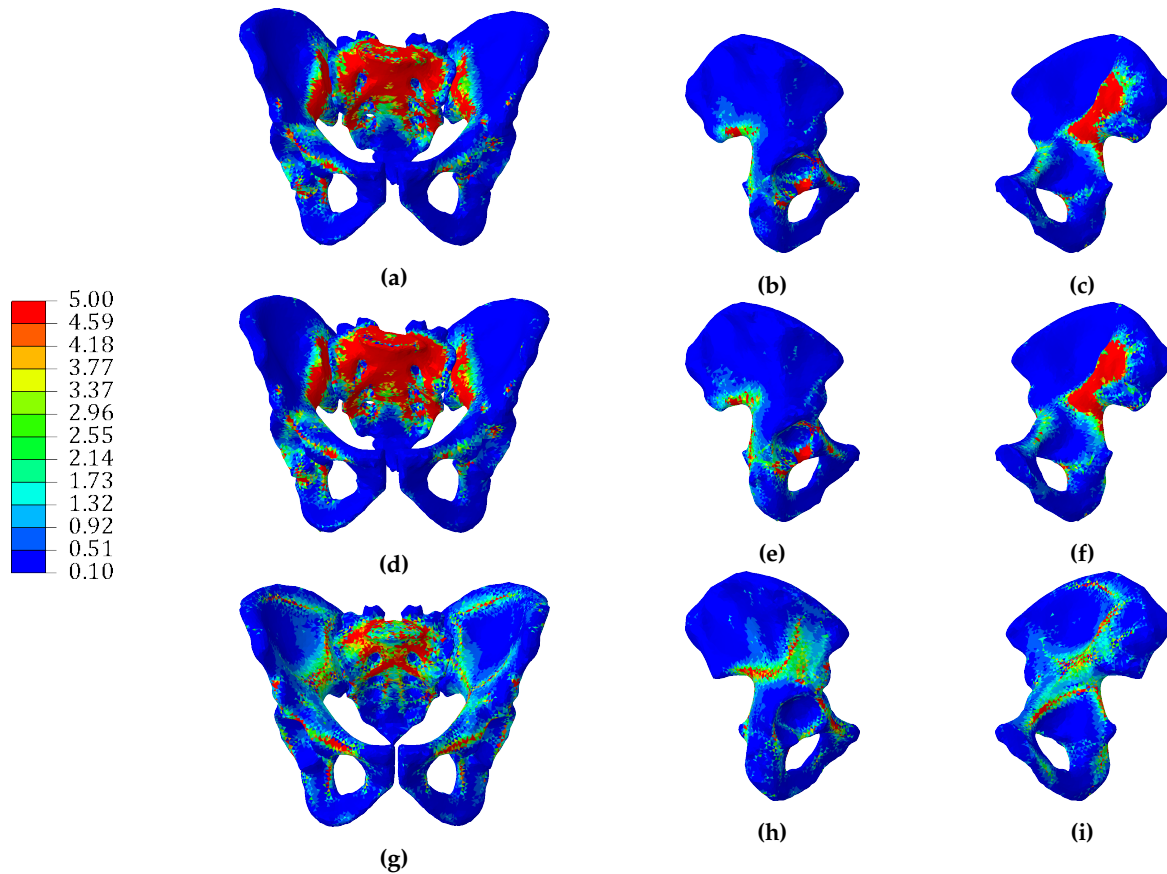 (a)
(b)
(c)
5.00
4.59
4.18
3.77
3.37
2.96
2.55
2.14
1.73
1.32
0.92
0.51
0.10
(d)
(e)
(f)
(g)
(h)
(i)